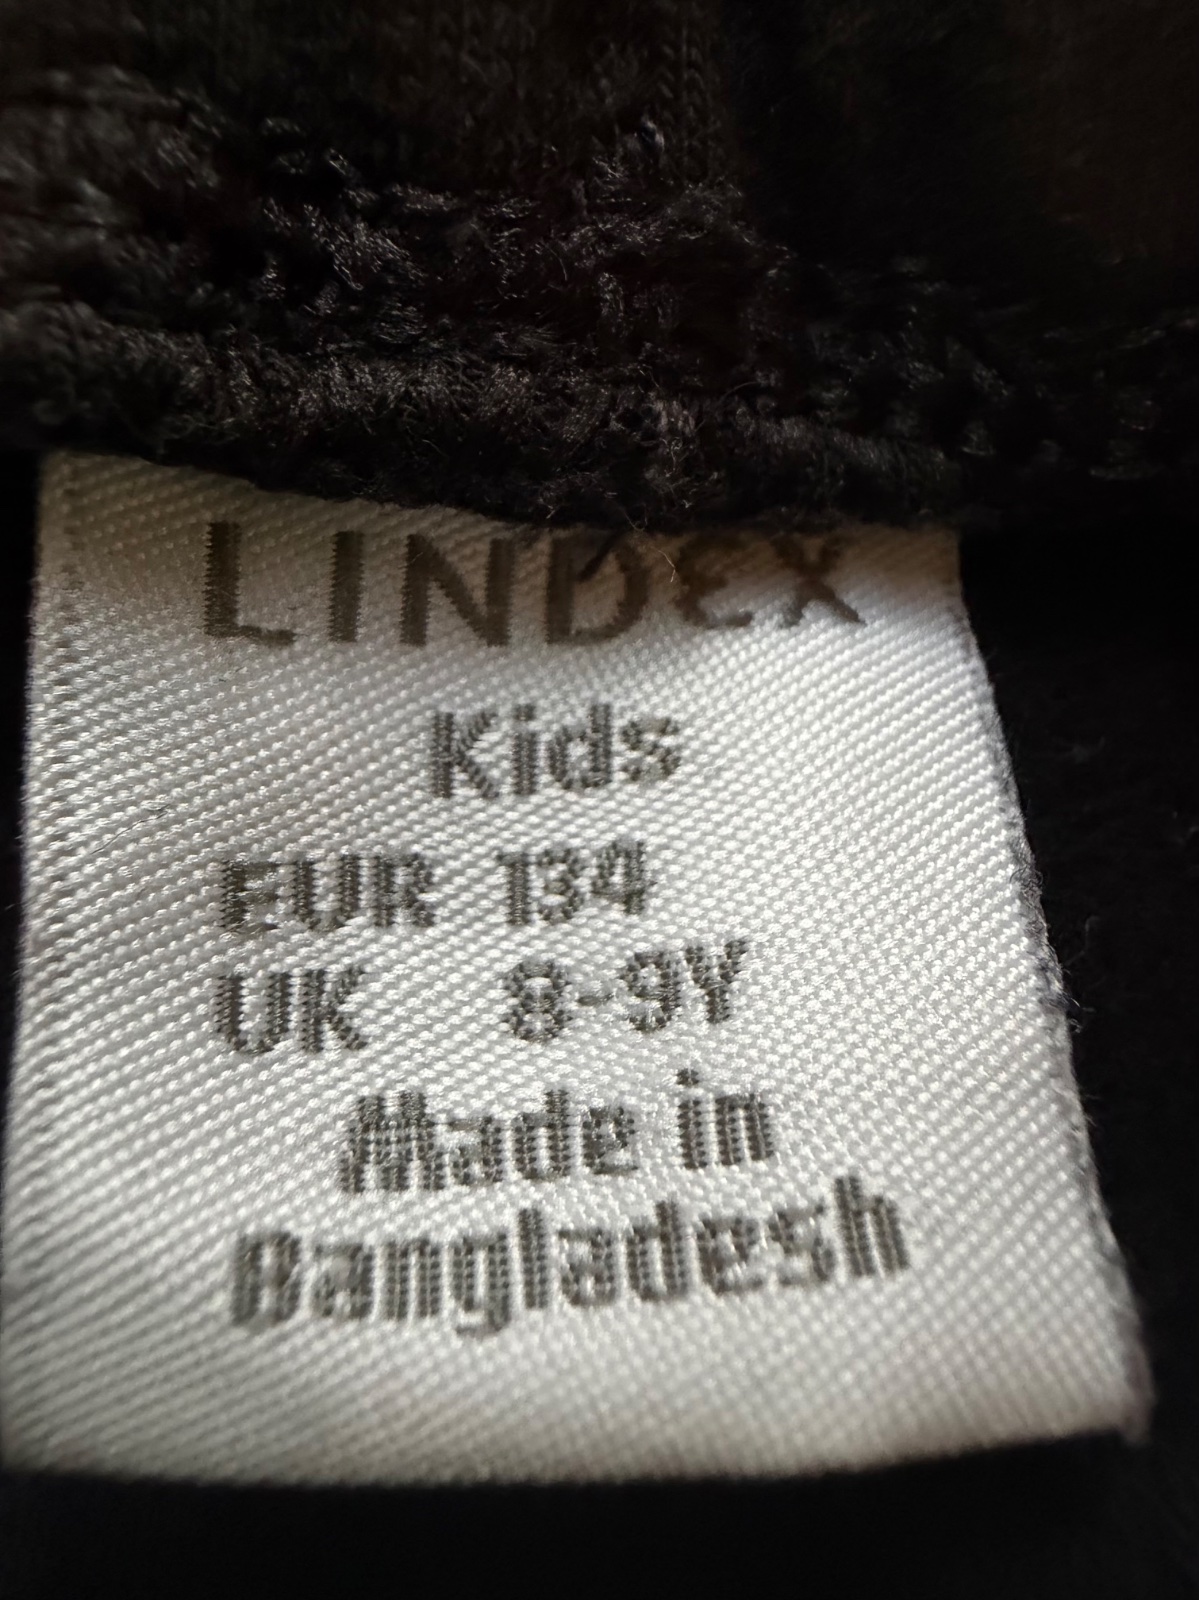 LINDEX
Kids
EUR 134
UK 8-9Y
Made in
Bangladesh